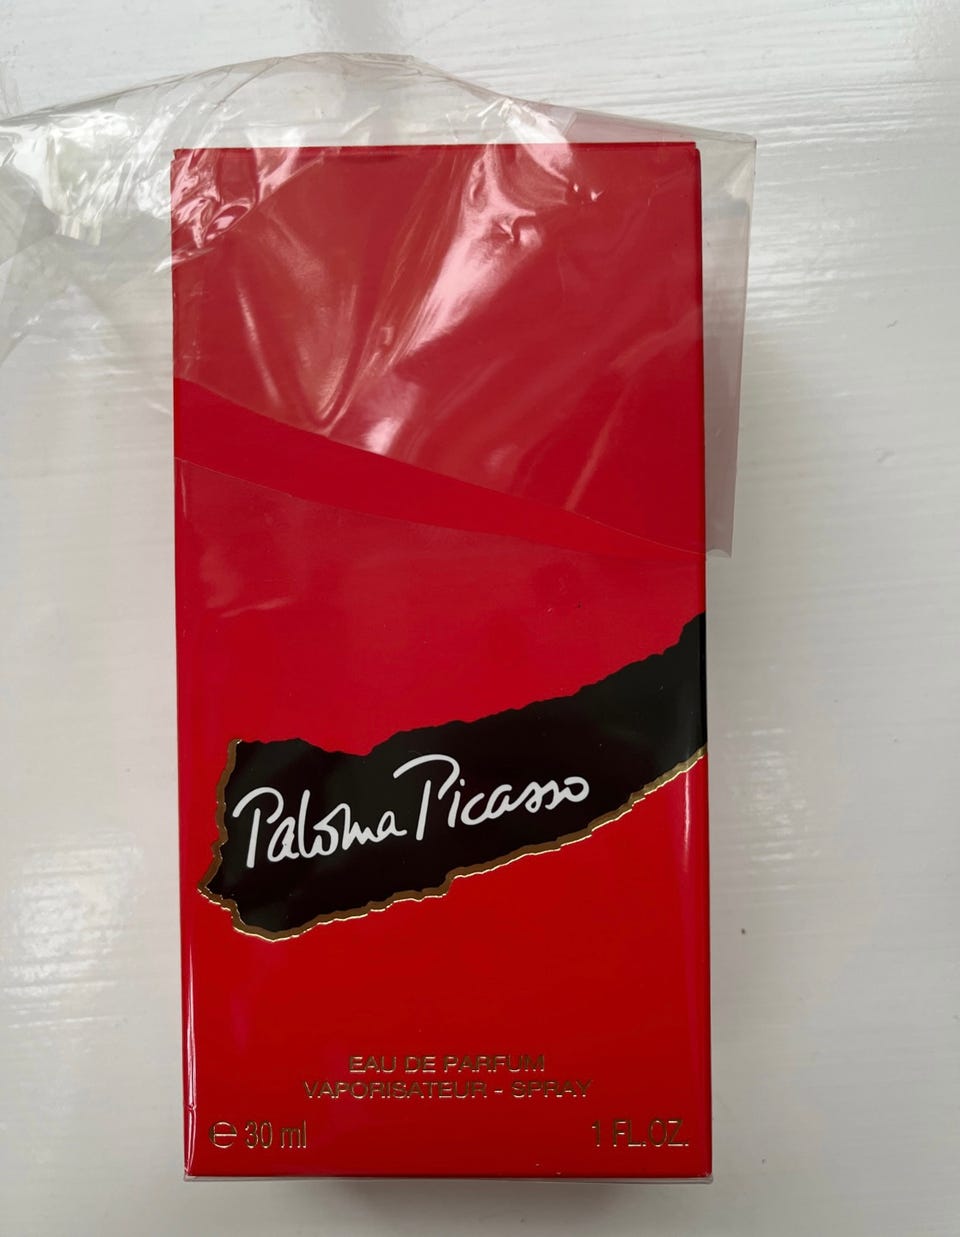 Paloma Picasso
EAU DE PARFUM
VAPORISATEUR - SPRAY
℮ 30 ml 1 FL.OZ.